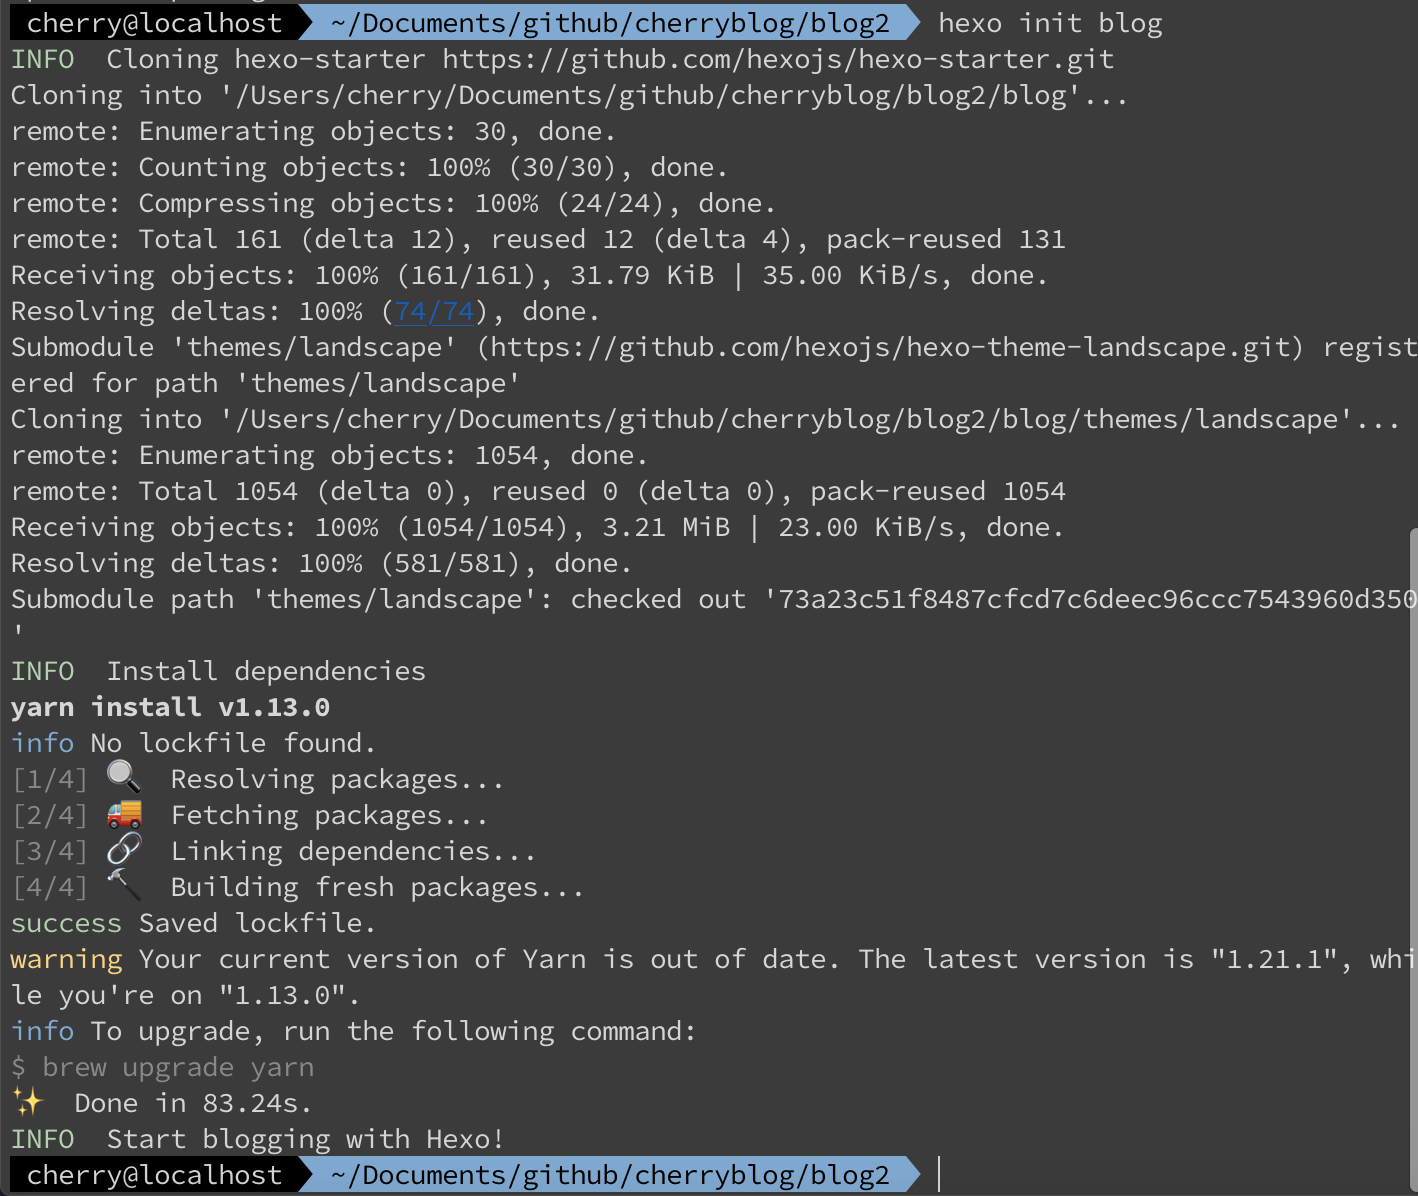 cherry@localhost ~/Documents/github/cherryblog/blog2 hexo init blog
INFO  Cloning hexo-starter https://github.com/hexojs/hexo-starter.git
Cloning into '/Users/cherry/Documents/github/cherryblog/blog2/blog'...
remote: Enumerating objects: 30, done.
remote: Counting objects: 100% (30/30), done.
remote: Compressing objects: 100% (24/24), done.
remote: Total 161 (delta 12), reused 12 (delta 4), pack-reused 131
Receiving objects: 100% (161/161), 31.79 KiB | 35.00 KiB/s, done.
Resolving deltas: 100% (74/74), done.
Submodule 'themes/landscape' (https://github.com/hexojs/hexo-theme-landscape.git) regist
ered for path 'themes/landscape'
Cloning into '/Users/cherry/Documents/github/cherryblog/blog2/blog/themes/landscape'...
remote: Enumerating objects: 1054, done.
remote: Total 1054 (delta 0), reused 0 (delta 0), pack-reused 1054
Receiving objects: 100% (1054/1054), 3.21 MiB | 23.00 KiB/s, done.
Resolving deltas: 100% (581/581), done.
Submodule path 'themes/landscape': checked out '73a23c51f8487cfcd7c6deec96ccc7543960d350
'
INFO  Install dependencies
yarn install v1.13.0
info No lockfile found.
[1/4] 🔍  Resolving packages...
[2/4] 🚚  Fetching packages...
[3/4] 🔗  Linking dependencies...
[4/4] 🔨  Building fresh packages...
success Saved lockfile.
warning Your current version of Yarn is out of date. The latest version is "1.21.1", whi
le you're on "1.13.0".
info To upgrade, run the following command:
$ brew upgrade yarn
✨  Done in 83.24s.
INFO  Start blogging with Hexo!
cherry@localhost ~/Documents/github/cherryblog/blog2